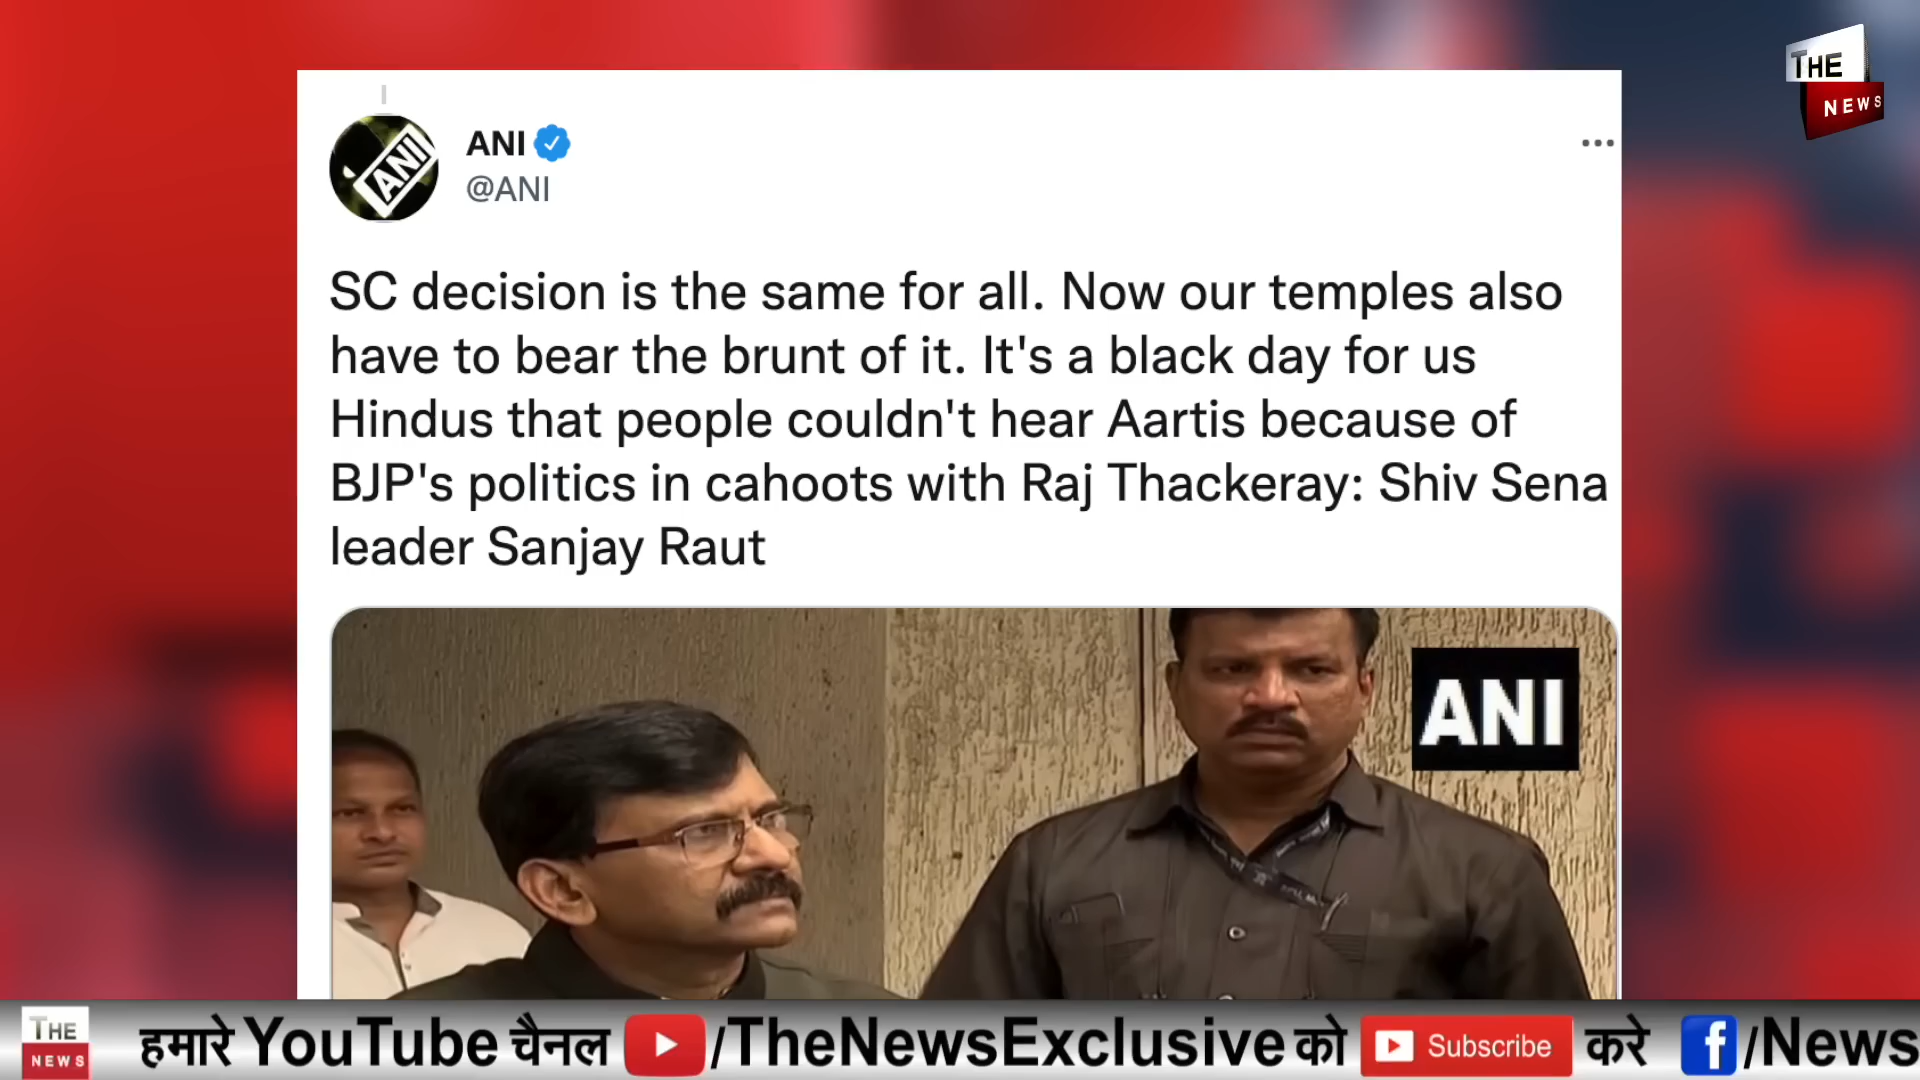 THE
NEWS
ANI
ANI
@ANI
SC decision is the same for all. Now our temples also
have to bear the brunt of it. It's a black day for us
Hindus that people couldn't hear Aartis because of
BJP's politics in cahoots with Raj Thackeray: Shiv Sena
leader Sanjay Raut
ANI
THE
NEWS
हमारे YouTube चैनल /TheNewsExclusive को Subscribe करे f/News